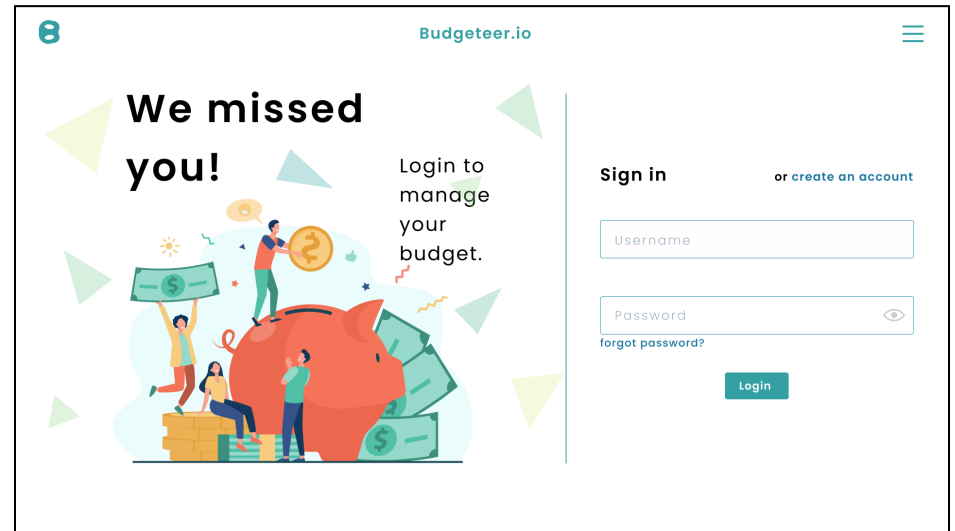 Budgeteer.io
We missed
you!
Login to
manage
your
budget.
Sign in
or create an account
Username
Password
forgot password?
Login